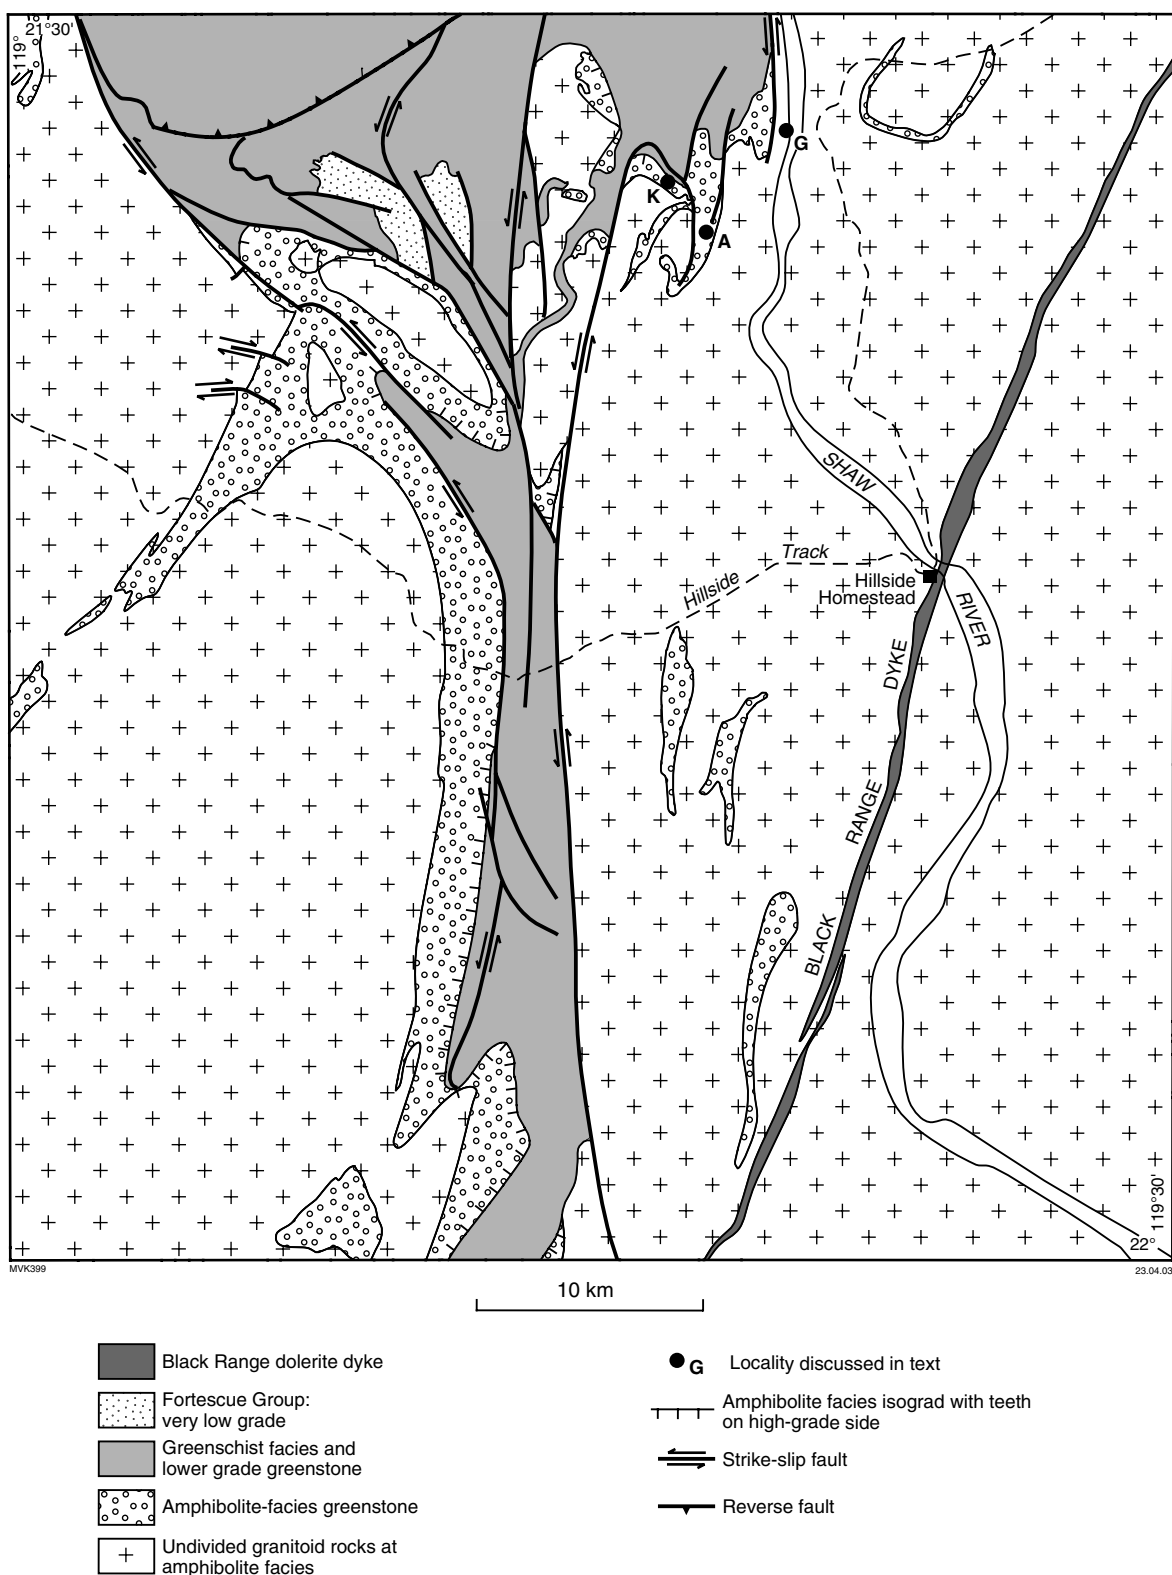 21°30'
119°
G
K
A
SHAW
Track
Hillside
Hillside
Homestead
RIVER
DYKE
RANGE
BLACK
119°30'
22°
MVK399
23.04.03
10 km
Black Range dolerite dyke
Fortescue Group:
very low grade
Greenschist facies and
lower grade greenstone
Amphibolite-facies greenstone
Undivided granitoid rocks at
amphibolite facies
G
Locality discussed in text
Amphibolite facies isograd with teeth
on high-grade side
Strike-slip fault
Reverse fault